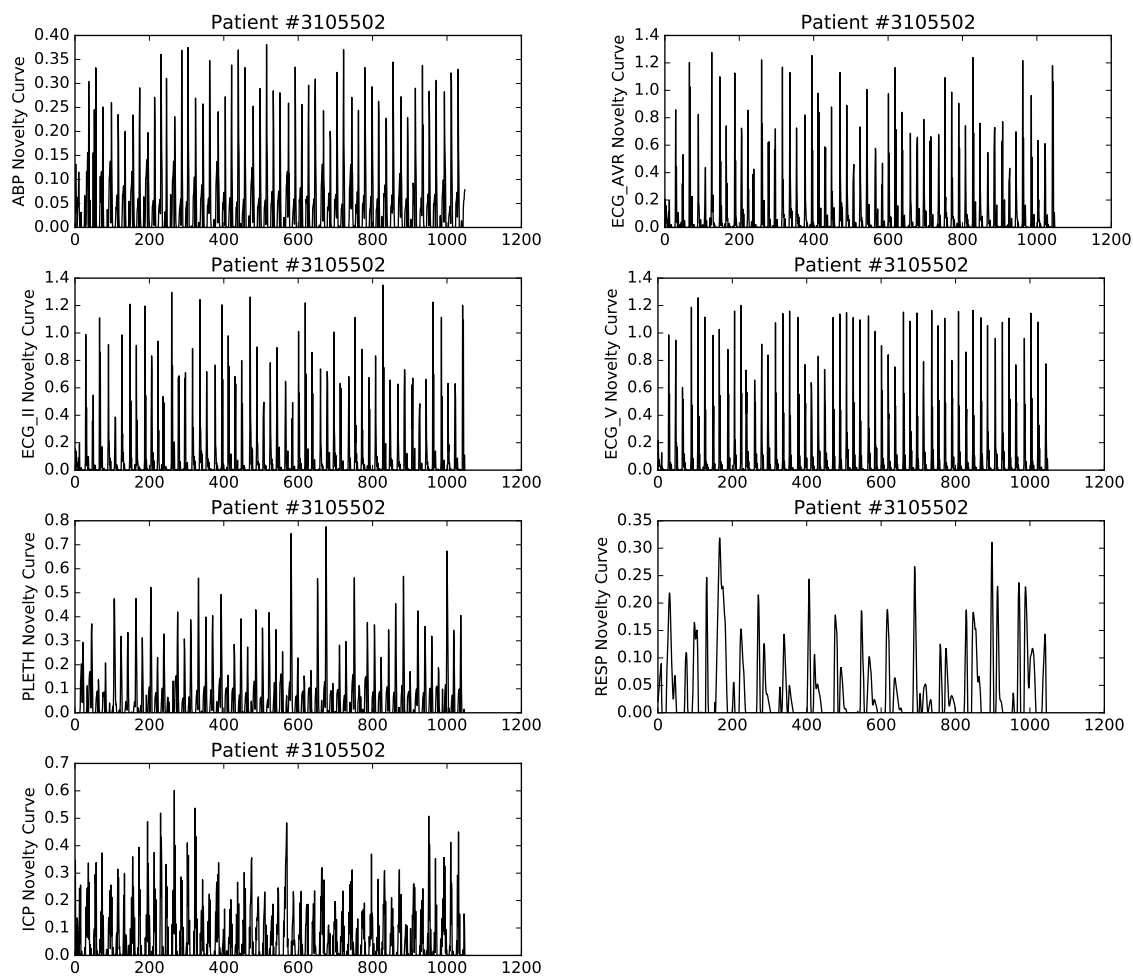 Patient #3105502
ABP Novelty Curve
0.40
0.35
0.30
0.25
0.20
0.15
0.10
0.05
0.00
0 200 400 600 800 1000 1200
Patient #3105502
ECG_AVR Novelty Curve
1.4
1.2
1.0
0.8
0.6
0.4
0.2
0.0
0 200 400 600 800 1000 1200
Patient #3105502
ECG_II Novelty Curve
1.4
1.2
1.0
0.8
0.6
0.4
0.2
0.0
0 200 400 600 800 1000 1200
Patient #3105502
ECG_V Novelty Curve
1.4
1.2
1.0
0.8
0.6
0.4
0.2
0.0
0 200 400 600 800 1000 1200
Patient #3105502
PLETH Novelty Curve
0.8
0.7
0.6
0.5
0.4
0.3
0.2
0.1
0.0
0 200 400 600 800 1000 1200
Patient #3105502
RESP Novelty Curve
0.35
0.30
0.25
0.20
0.15
0.10
0.05
0.00
0 200 400 600 800 1000 1200
Patient #3105502
ICP Novelty Curve
0.7
0.6
0.5
0.4
0.3
0.2
0.1
0.0
0 200 400 600 800 1000 1200